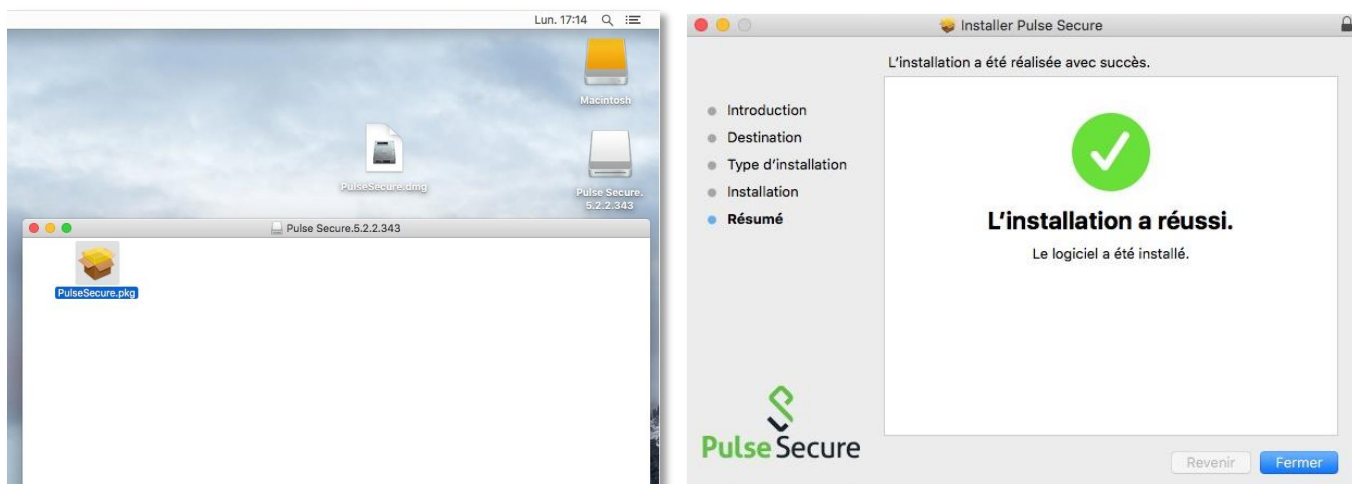 Lun. 17:14
Macintosh
PulseSecure.dmg
Pulse Secure.
5.2.2.343
Pulse Secure.5.2.2.343
PulseSecure.pkg
Installer Pulse Secure
L'installation a été réalisée avec succès.
Introduction
Destination
Type d'installation
Installation
Résumé
L'installation a réussi.
Le logiciel a été installé.
Pulse Secure
Revenir
Fermer